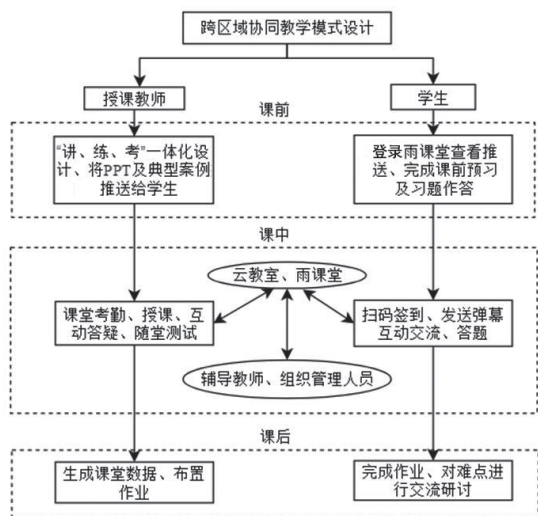 跨区域协同教学模式设计
授课教师
学生
课前
“讲、练、考”一体化设
计、将PPT及典型案例
推送给学生
登录雨课堂查看推
送、完成课前预习
及习题作答
课中
云教室、雨课堂
课堂考勤、授课、互
动答疑、随堂测试
扫码签到、发送弹幕
互动交流、答题
辅导教师、组织管理人员
课后
生成课堂数据、布置
作业
完成作业、对难点进
行交流研讨